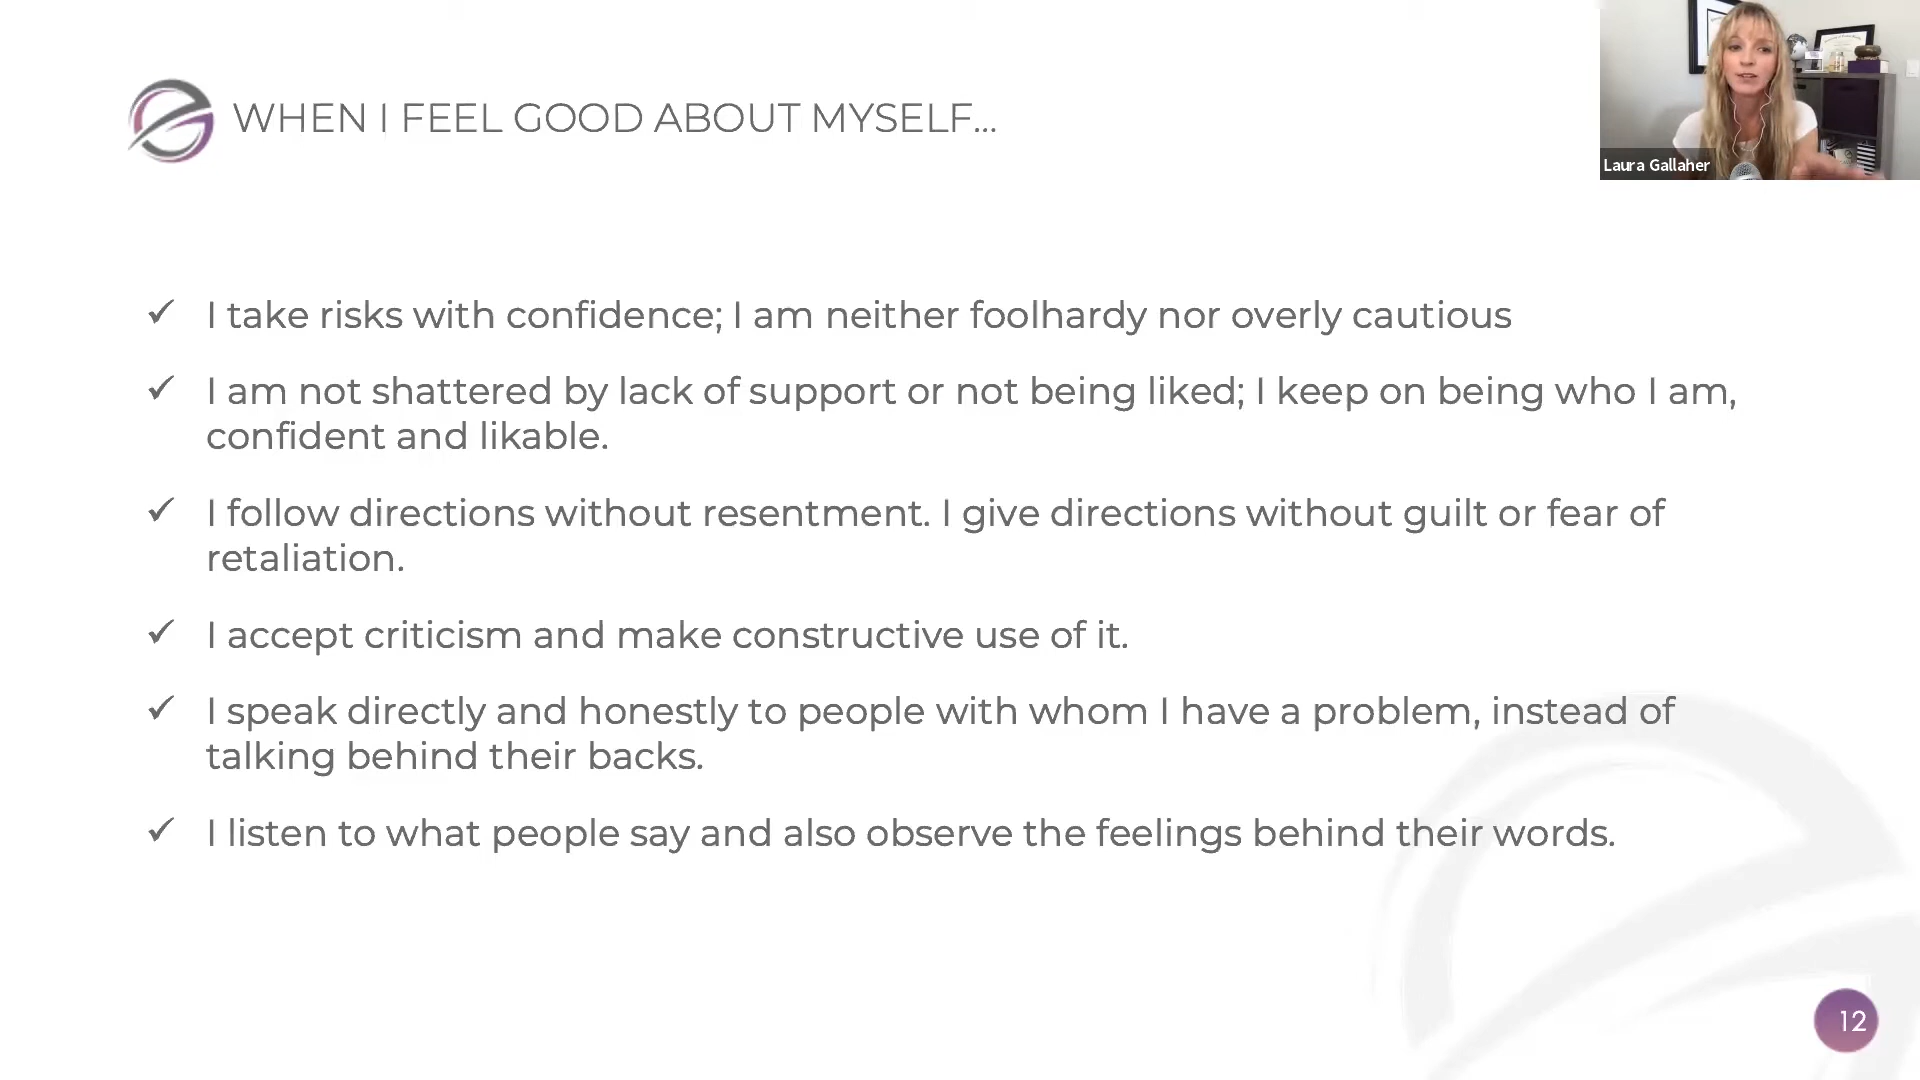 WHEN I FEEL GOOD ABOUT MYSELF...
Laura Gallaher
I take risks with confidence; I am neither foolhardy nor overly cautious
I am not shattered by lack of support or not being liked; I keep on being who I am,
confident and likable.
I follow directions without resentment. I give directions without guilt or fear of
retaliation.
I accept criticism and make constructive use of it.
I speak directly and honestly to people with whom I have a problem, instead of
talking behind their backs.
I listen to what people say and also observe the feelings behind their words.
12